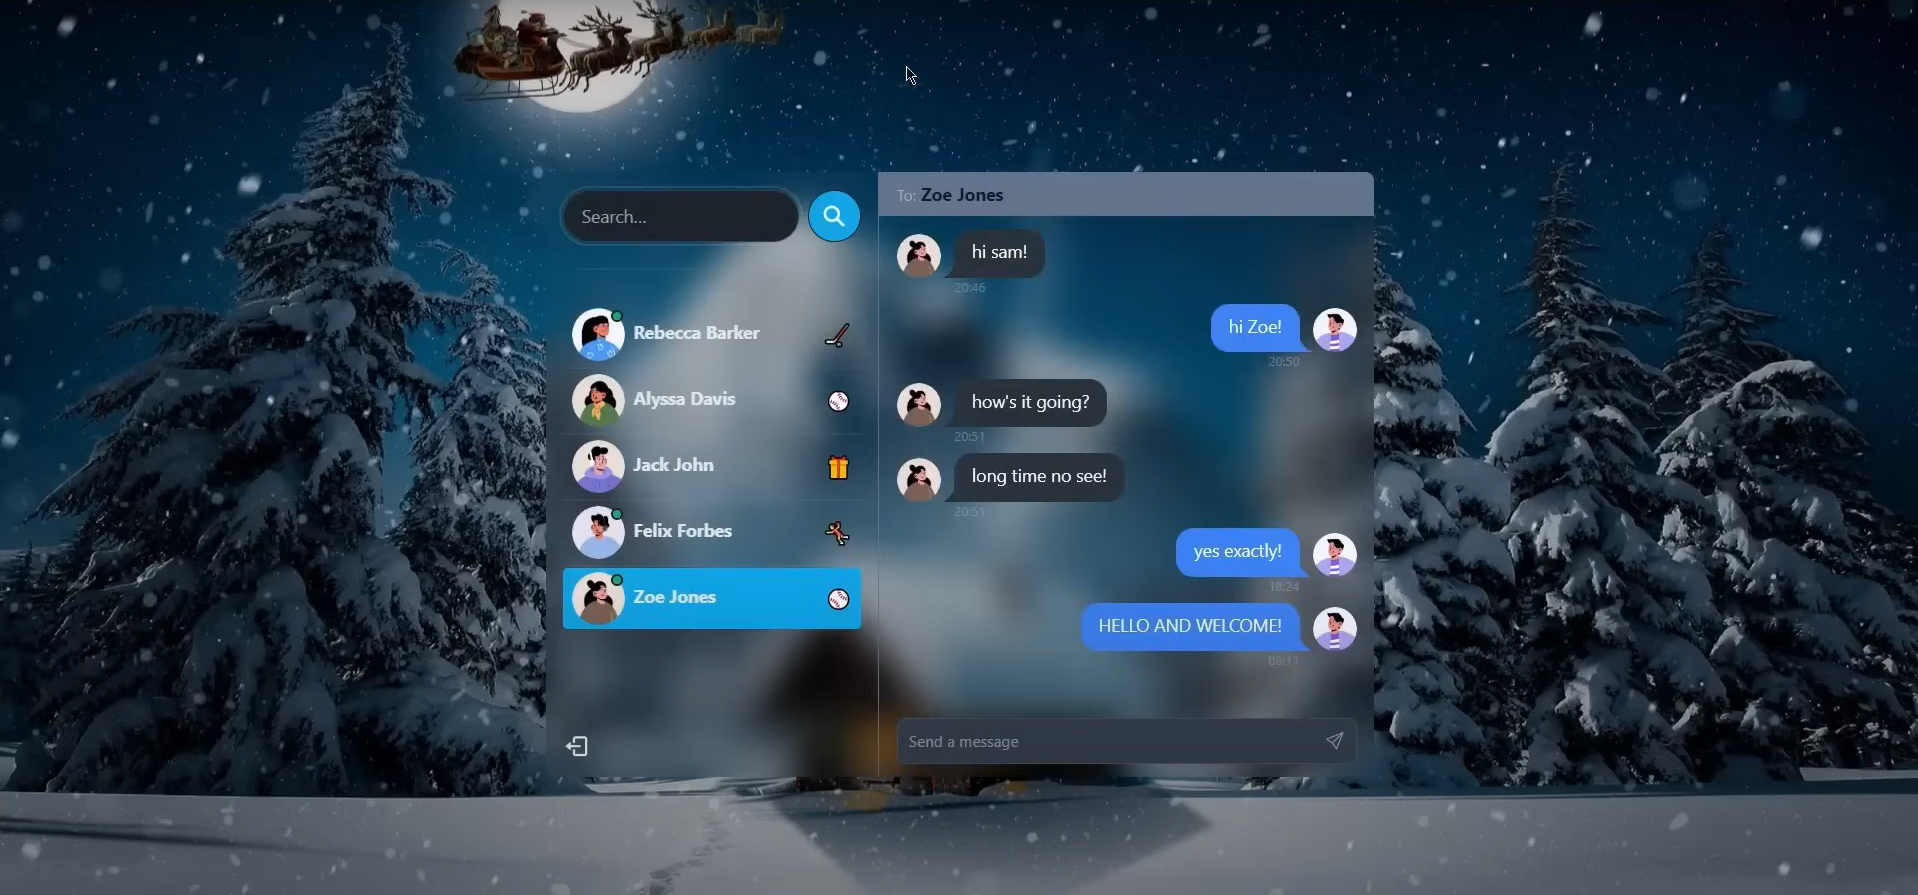 Search...
Rebecca Barker
Alyssa Davis
Jack John
Felix Forbes
Zoe Jones
To: Zoe Jones
hi sam!
20:46
hi Zoe!
20:50
how's it going?
20:51
long time no see!
20:51
yes exactly!
18:24
HELLO AND WELCOME!
08:11
Send a message